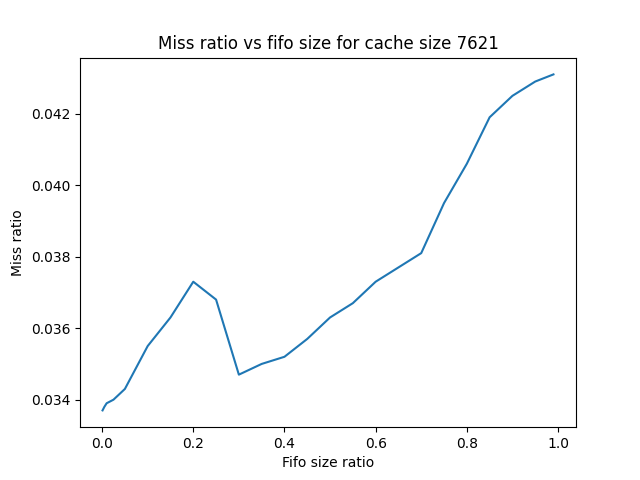 Miss ratio vs fifo size for cache size 7621
Miss ratio
0.042
0.040
0.038
0.036
0.034
0.0 0.2 0.4 0.6 0.8 1.0
Fifo size ratio